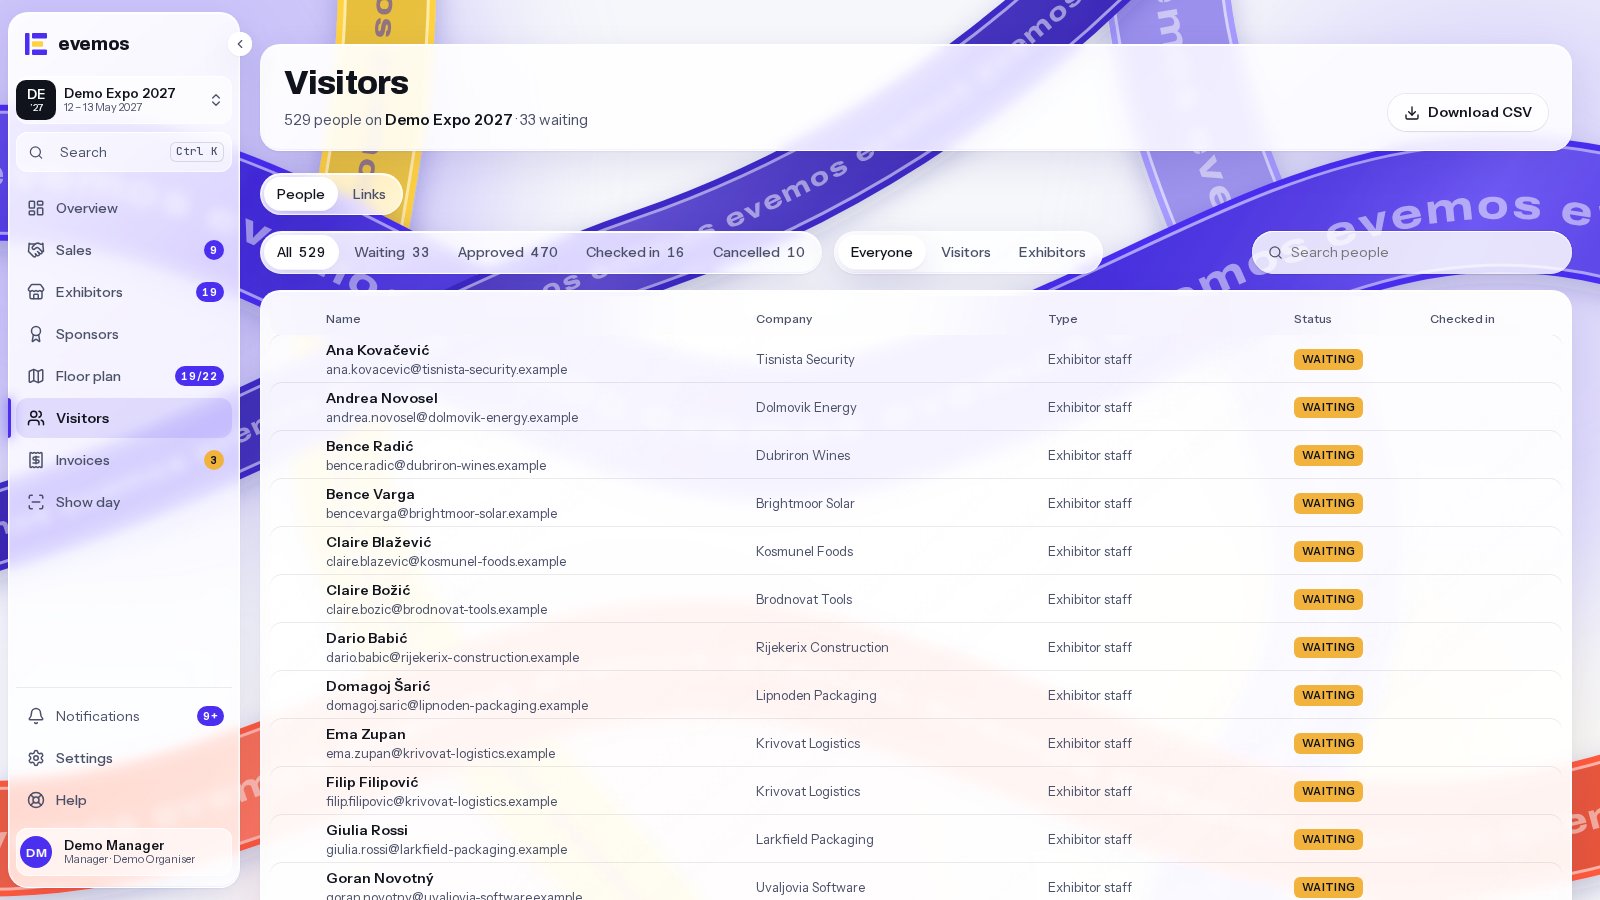 evemos
DE
'27
Demo Expo 2027
12 – 13 May 2027
Search
Ctrl K
Overview
Sales 9
Exhibitors 19
Sponsors
Floor plan 19/22
Visitors
Invoices 3
Show day
Notifications 9+
Settings
Help
DM
Demo Manager
Manager · Demo Organiser
Visitors
529 people on Demo Expo 2027 · 33 waiting
Download CSV
People Links
All 529 Waiting 33 Approved 470 Checked in 16 Cancelled 10
Everyone Visitors Exhibitors
Search people
Name Company Type Status Checked in
Ana Kovačević
ana.kovacevic@tisnista-security.example
Tisnista Security Exhibitor staff WAITING
Andrea Novosel
andrea.novosel@dolmovik-energy.example
Dolmovik Energy Exhibitor staff WAITING
Bence Radić
bence.radic@dubriron-wines.example
Dubriron Wines Exhibitor staff WAITING
Bence Varga
bence.varga@brightmoor-solar.example
Brightmoor Solar Exhibitor staff WAITING
Claire Blažević
claire.blazevic@kosmunel-foods.example
Kosmunel Foods Exhibitor staff WAITING
Claire Božić
claire.bozic@brodnovat-tools.example
Brodnovat Tools Exhibitor staff WAITING
Dario Babić
dario.babic@rijekerix-construction.example
Rijekerix Construction Exhibitor staff WAITING
Domagoj Šarić
domagoj.saric@lipnoden-packaging.example
Lipnoden Packaging Exhibitor staff WAITING
Ema Zupan
ema.zupan@krivovat-logistics.example
Krivovat Logistics Exhibitor staff WAITING
Filip Filipović
filip.filipovic@krivovat-logistics.example
Krivovat Logistics Exhibitor staff WAITING
Giulia Rossi
giulia.rossi@larkfield-packaging.example
Larkfield Packaging Exhibitor staff WAITING
Goran Novotný
goran.novotny@uvaljovia-software.example
Uvaljovia Software Exhibitor staff WAITING
evemos
evemos